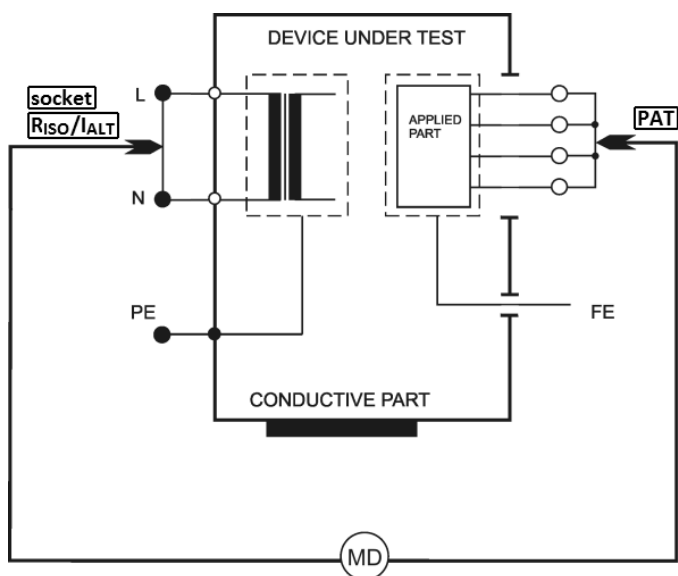 DEVICE UNDER TEST
socket
RISO/IALT
L
N
PE
APPLIED
PART
PAT
FE
CONDUCTIVE PART
MD